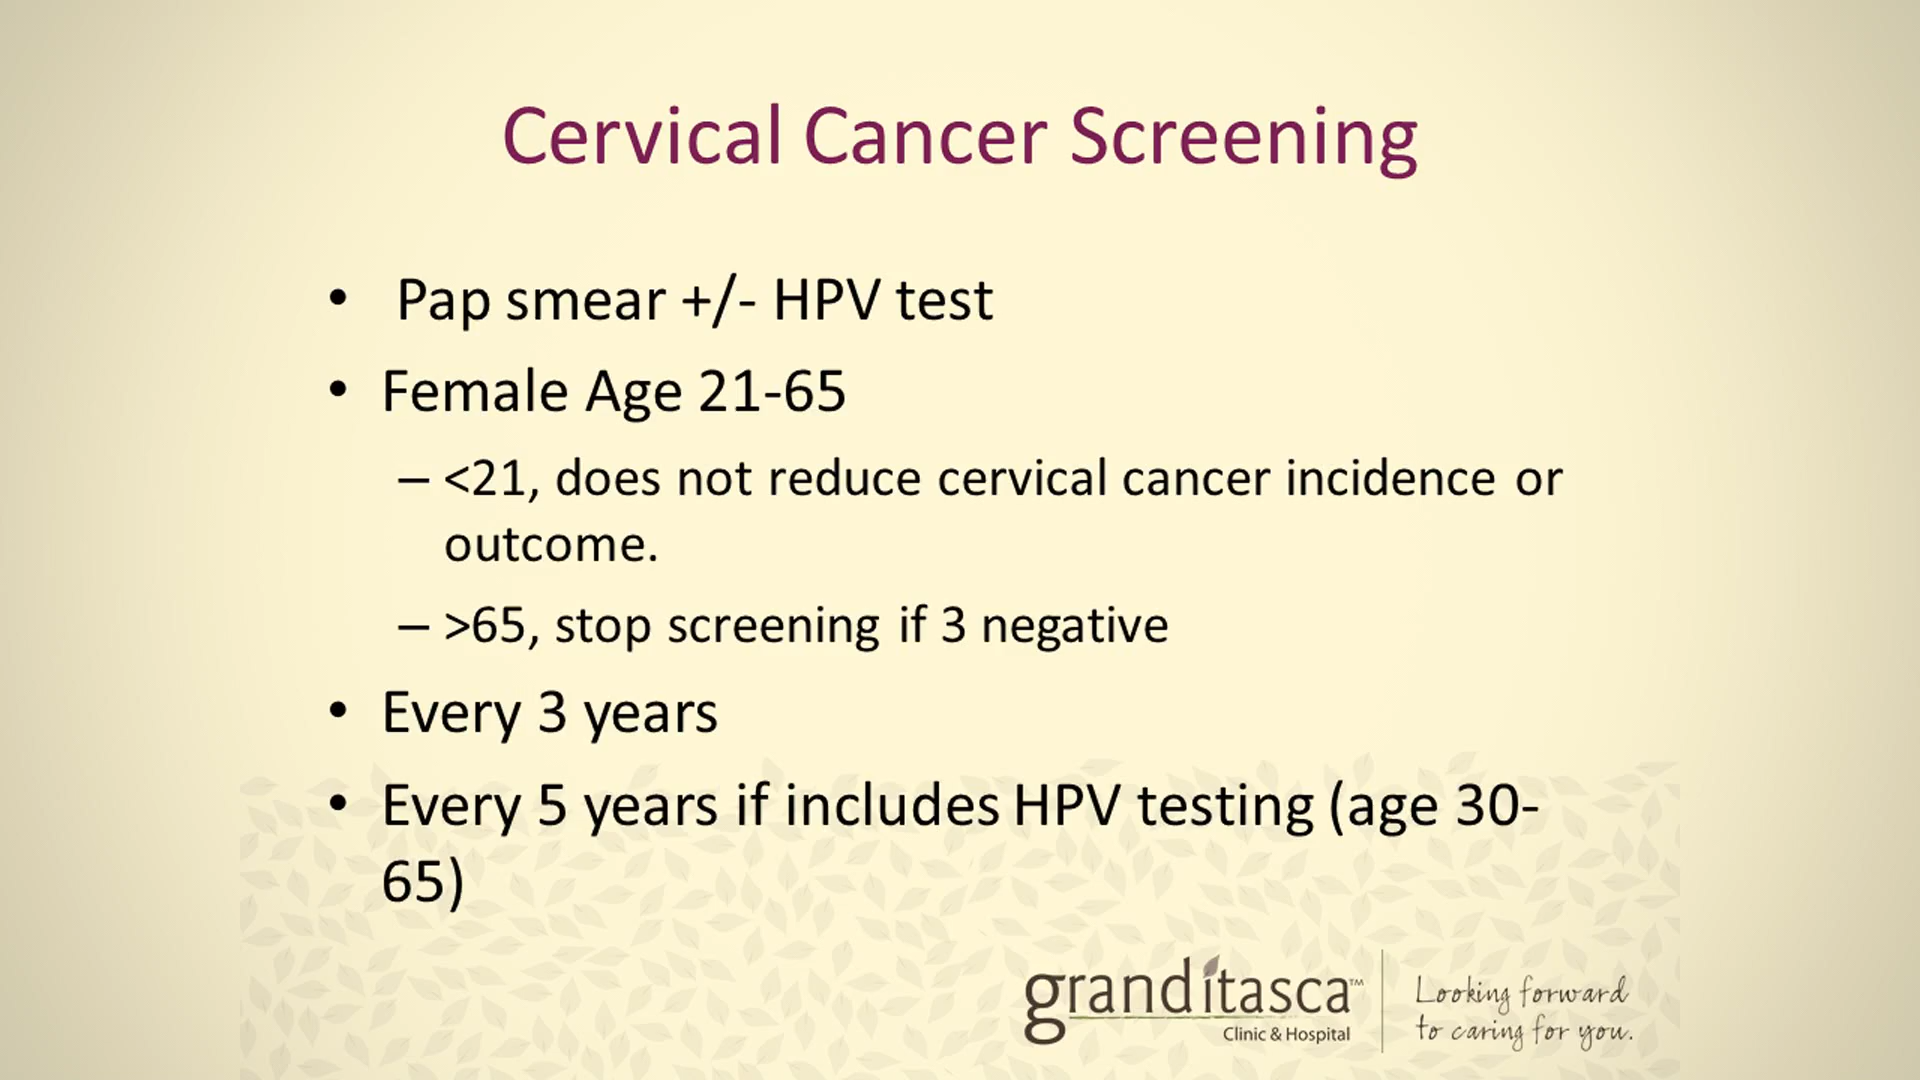 Cervical Cancer Screening
• Pap smear +/- HPV test
• Female Age 21-65
– <21, does not reduce cervical cancer incidence or
outcome.
– >65, stop screening if 3 negative
• Every 3 years
• Every 5 years if includes HPV testing (age 30-
65)
grand itasca™
Clinic & Hospital
Looking forward
to caring for you.